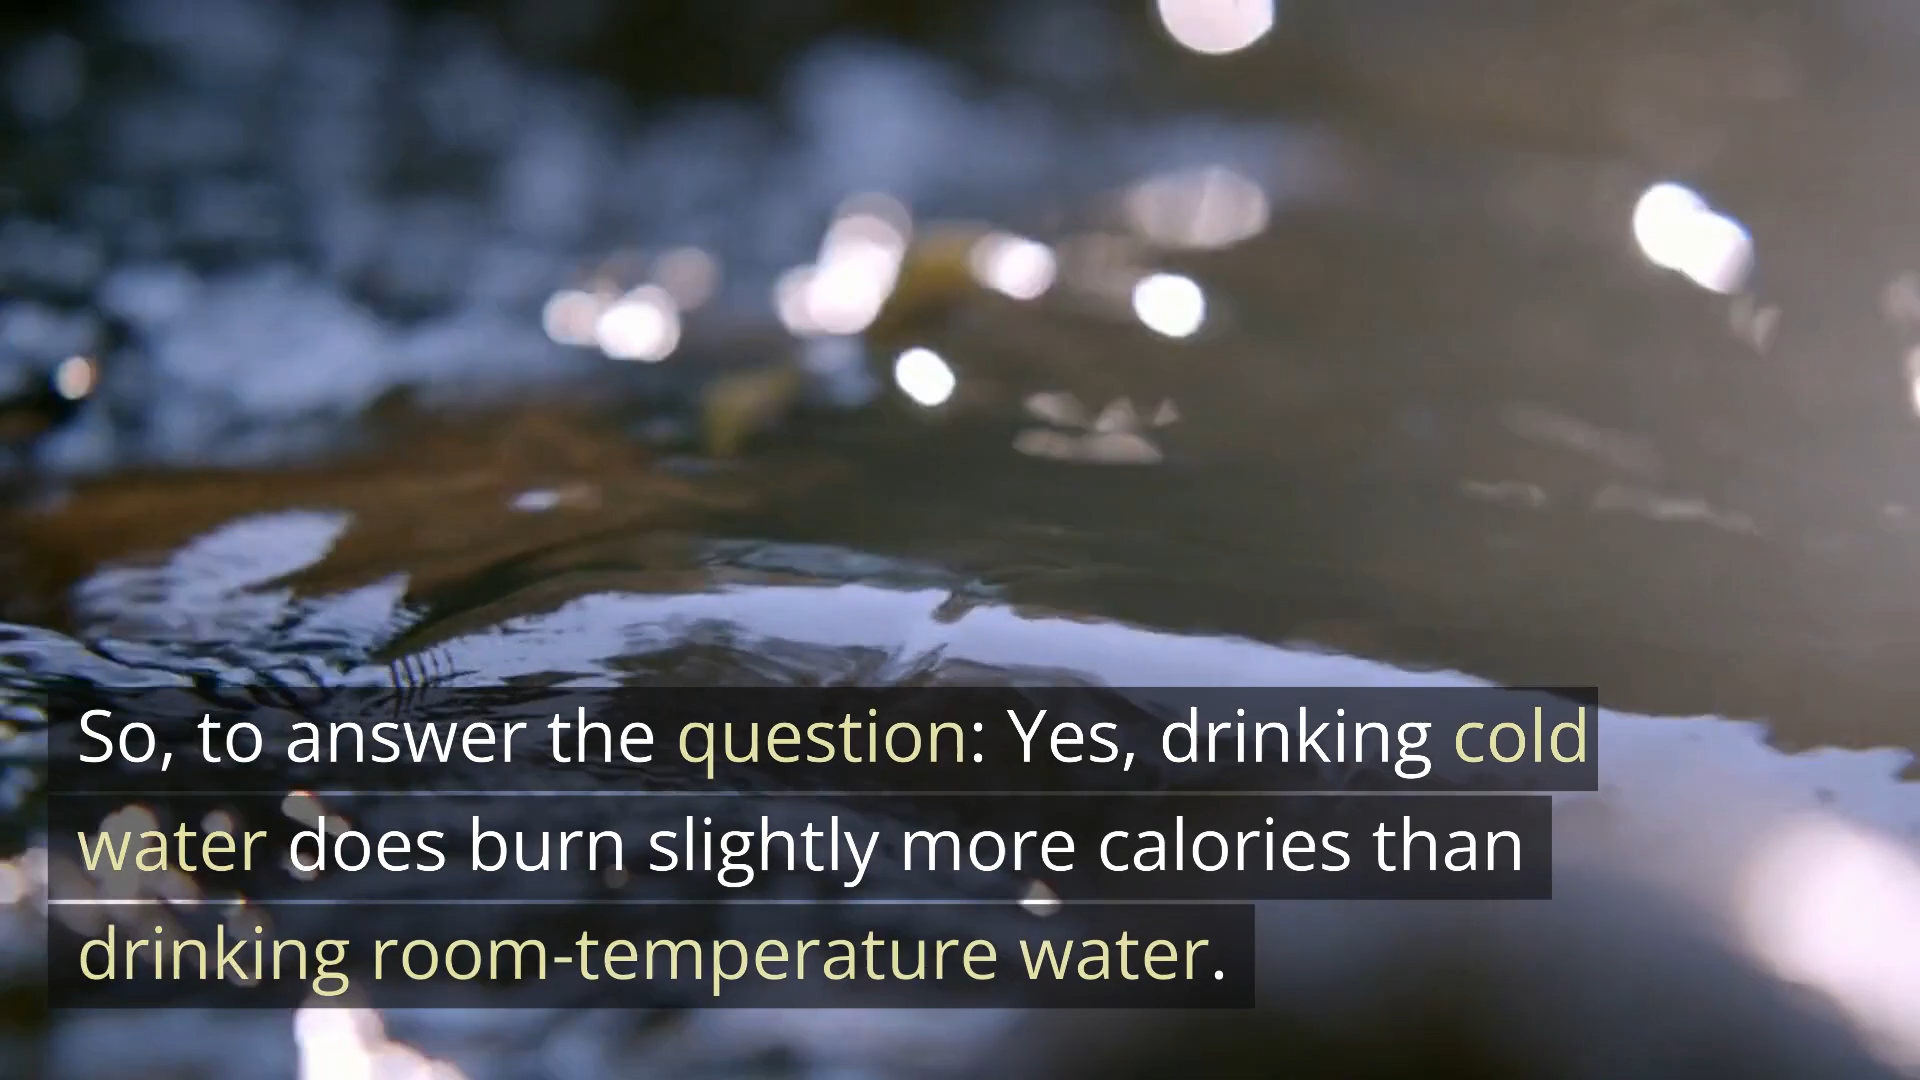 So, to answer the question: Yes, drinking cold
water does burn slightly more calories than
drinking room-temperature water.